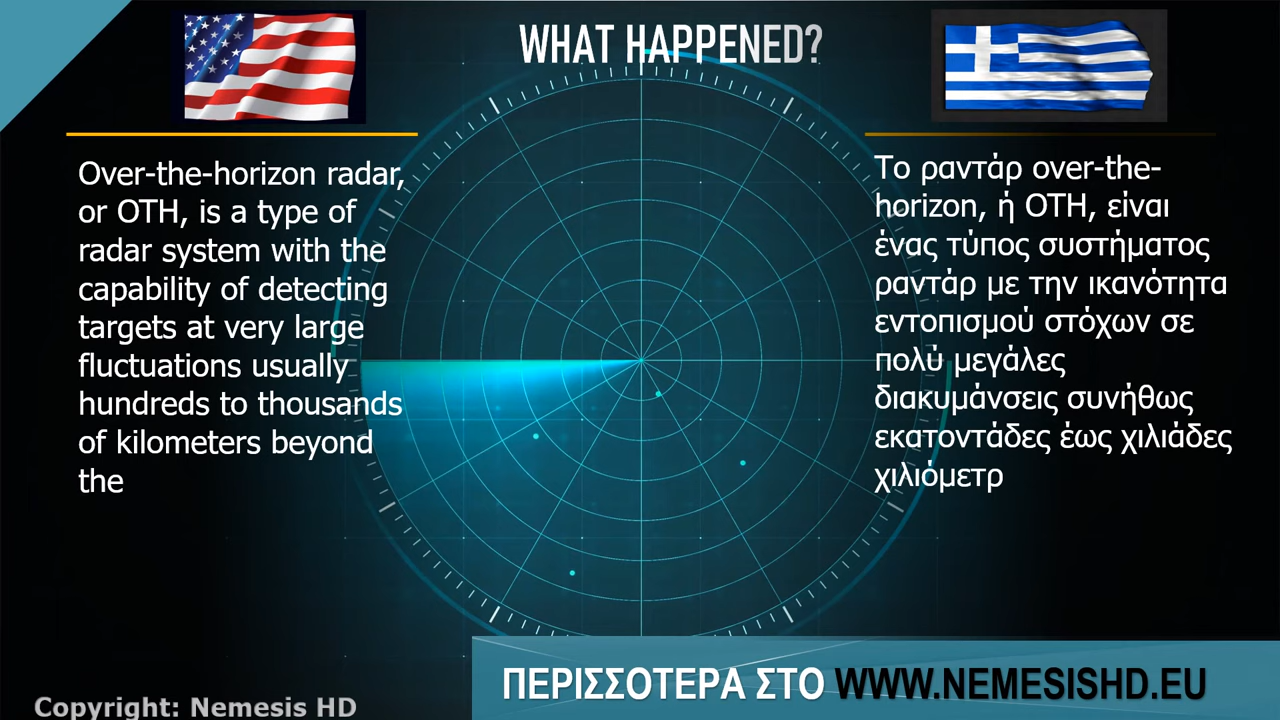 WHAT HAPPENED?
Over-the-horizon radar,
or OTH, is a type of
radar system with the
capability of detecting
targets at very large
fluctuations usually
hundreds to thousands
of kilometers beyond
the
Το ραντάρ over-the-
horizon, ή OTH, είναι
ένας τύπος συστήματος
ραντάρ με την ικανότητα
εντοπισμού στόχων σε
πολύ μεγάλες
διακυμάνσεις συνήθως
εκατοντάδες έως χιλιάδες
χιλιόμετρ
ΠΕΡΙΣΣΟΤΕΡΑ ΣΤΟ WWW.NEMESISHD.EU
Copyright: Nemesis HD